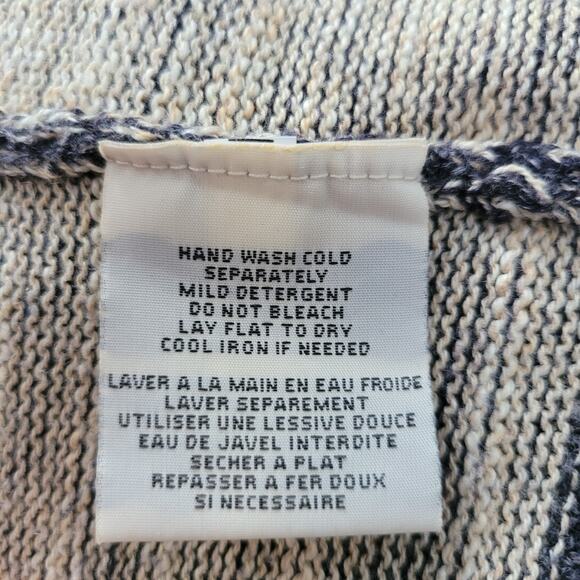 HAND WASH COLD
SEPARATELY
MILD DETERGENT
DO NOT BLEACH
LAY FLAT TO DRY
COOL IRON IF NEEDED
LAVER A LA MAIN EN EAU FROIDE
LAVER SEPAREMENT
UTILISER UNE LESSIVE DOUCE
EAU DE JAVEL INTERDITE
SECHER A PLAT
REPASSER A FER DOUX
SI NECESSAIRE